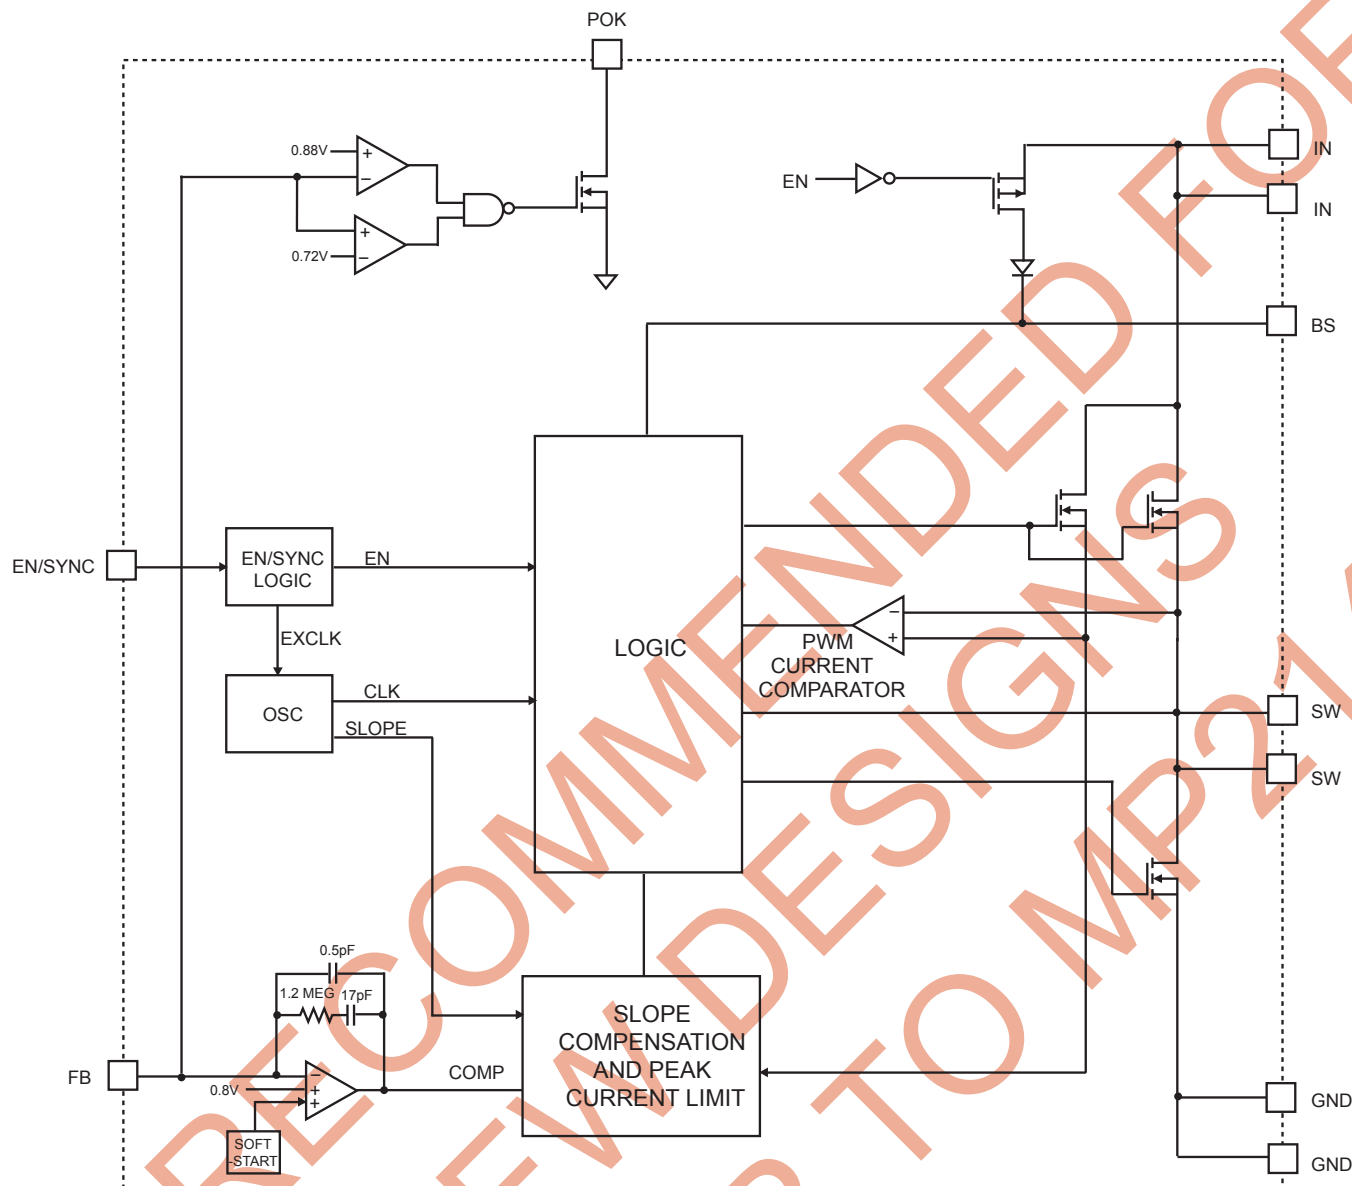 POK
0.88V
+
−
IN
EN
IN
+
0.72V
−
BS
EN/SYNC
EN/SYNC
LOGIC
EN
EXCLK
LOGIC
−
+
PWM
CURRENT
COMPARATOR
OSC
CLK
SLOPE
SW
SW
0.5pF
1.2 MEG
17pF
SLOPE
COMPENSATION
AND PEAK
CURRENT LIMIT
FB
−
0.8V
+
+
COMP
SOFT
-START
GND
GND
RECOMMENDED FOR
EW DESIGNS
R TO MP21